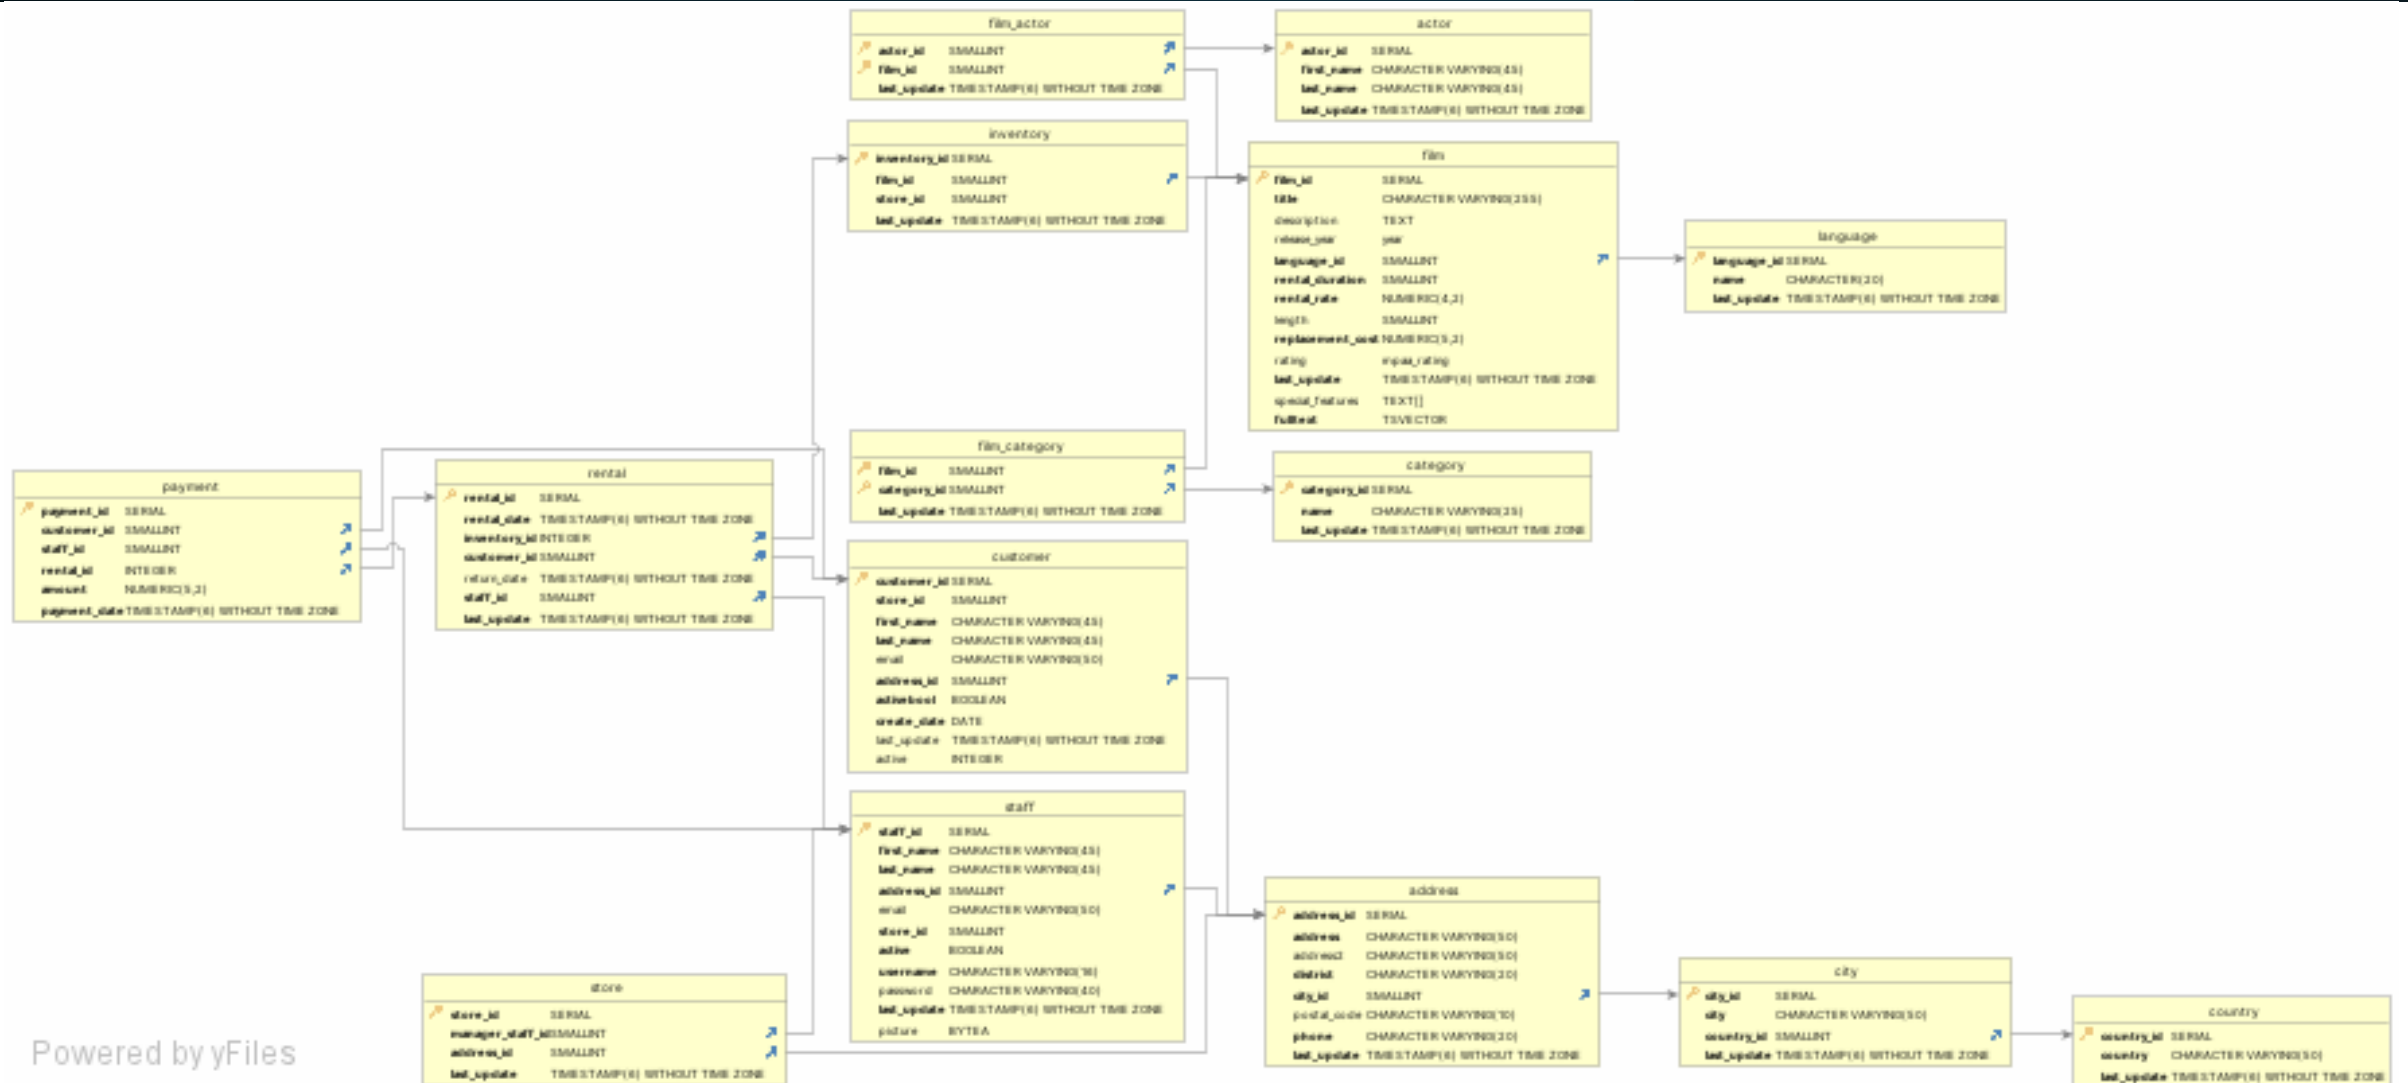 film_actor
actor_id SMALLINT
film_id SMALLINT
last_update TIMESTAMP(6) WITHOUT TIME ZONE
actor
actor_id SERIAL
first_name CHARACTER VARYING(45)
last_name CHARACTER VARYING(45)
last_update TIMESTAMP(6) WITHOUT TIME ZONE
inventory
inventory_id SERIAL
film_id SMALLINT
store_id SMALLINT
last_update TIMESTAMP(6) WITHOUT TIME ZONE
film
film_id SERIAL
title CHARACTER VARYING(255)
description TEXT
release_year year
language_id SMALLINT
rental_duration SMALLINT
rental_rate NUMERIC(4,2)
length SMALLINT
replacement_cost NUMERIC(5,2)
rating mpaa_rating
last_update TIMESTAMP(6) WITHOUT TIME ZONE
special_features TEXT[]
fulltext TSVECTOR
language
language_id SERIAL
name CHARACTER(20)
last_update TIMESTAMP(6) WITHOUT TIME ZONE
film_category
film_id SMALLINT
category_id SMALLINT
last_update TIMESTAMP(6) WITHOUT TIME ZONE
category
category_id SERIAL
name CHARACTER VARYING(25)
last_update TIMESTAMP(6) WITHOUT TIME ZONE
payment
payment_id SERIAL
customer_id SMALLINT
staff_id SMALLINT
rental_id INTEGER
amount NUMERIC(5,2)
payment_date TIMESTAMP(6) WITHOUT TIME ZONE
rental
rental_id SERIAL
rental_date TIMESTAMP(6) WITHOUT TIME ZONE
inventory_id INTEGER
customer_id SMALLINT
return_date TIMESTAMP(6) WITHOUT TIME ZONE
staff_id SMALLINT
last_update TIMESTAMP(6) WITHOUT TIME ZONE
customer
customer_id SERIAL
store_id SMALLINT
first_name CHARACTER VARYING(45)
last_name CHARACTER VARYING(45)
email CHARACTER VARYING(50)
address_id SMALLINT
activebool BOOLEAN
create_date DATE
last_update TIMESTAMP(6) WITHOUT TIME ZONE
active INTEGER
staff
staff_id SERIAL
first_name CHARACTER VARYING(45)
last_name CHARACTER VARYING(45)
address_id SMALLINT
email CHARACTER VARYING(50)
store_id SMALLINT
active BOOLEAN
username CHARACTER VARYING(16)
password CHARACTER VARYING(40)
last_update TIMESTAMP(6) WITHOUT TIME ZONE
picture BYTEA
store
store_id SERIAL
manager_staff_id SMALLINT
address_id SMALLINT
last_update TIMESTAMP(6) WITHOUT TIME ZONE
address
address_id SERIAL
address CHARACTER VARYING(50)
address2 CHARACTER VARYING(50)
district CHARACTER VARYING(20)
city_id SMALLINT
postal_code CHARACTER VARYING(10)
phone CHARACTER VARYING(20)
last_update TIMESTAMP(6) WITHOUT TIME ZONE
city
city_id SERIAL
city CHARACTER VARYING(50)
country_id SMALLINT
last_update TIMESTAMP(6) WITHOUT TIME ZONE
country
country_id SERIAL
country CHARACTER VARYING(50)
last_update TIMESTAMP(6) WITHOUT TIME ZONE
Powered by yFiles